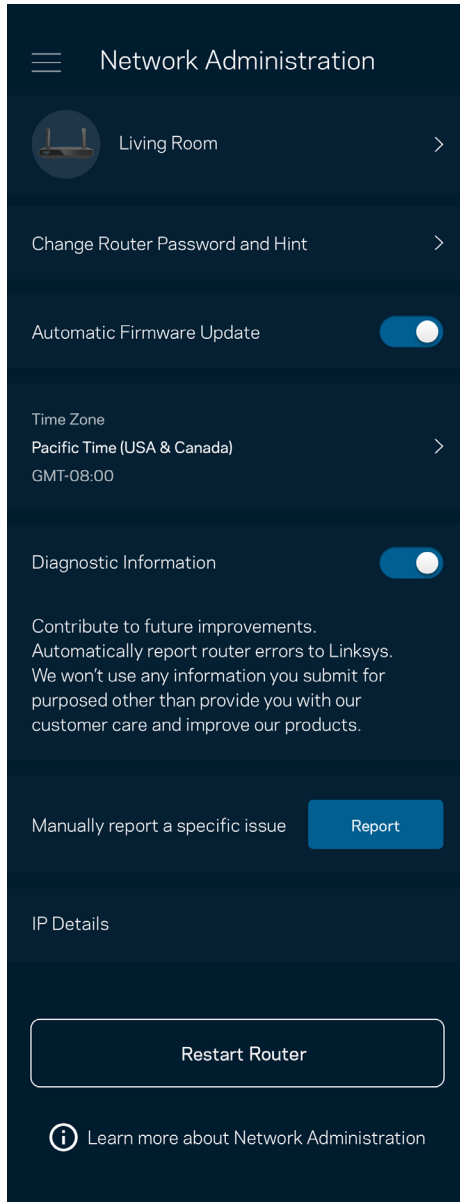 Network Administration
Living Room
Change Router Password and Hint
Automatic Firmware Update
Time Zone
Pacific Time (USA & Canada)
GMT-08:00
Diagnostic Information
Contribute to future improvements.
Automatically report router errors to Linksys.
We won't use any information you submit for
purposed other than provide you with our
customer care and improve our products.
Manually report a specific issue
Report
IP Details
Restart Router
Learn more about Network Administration